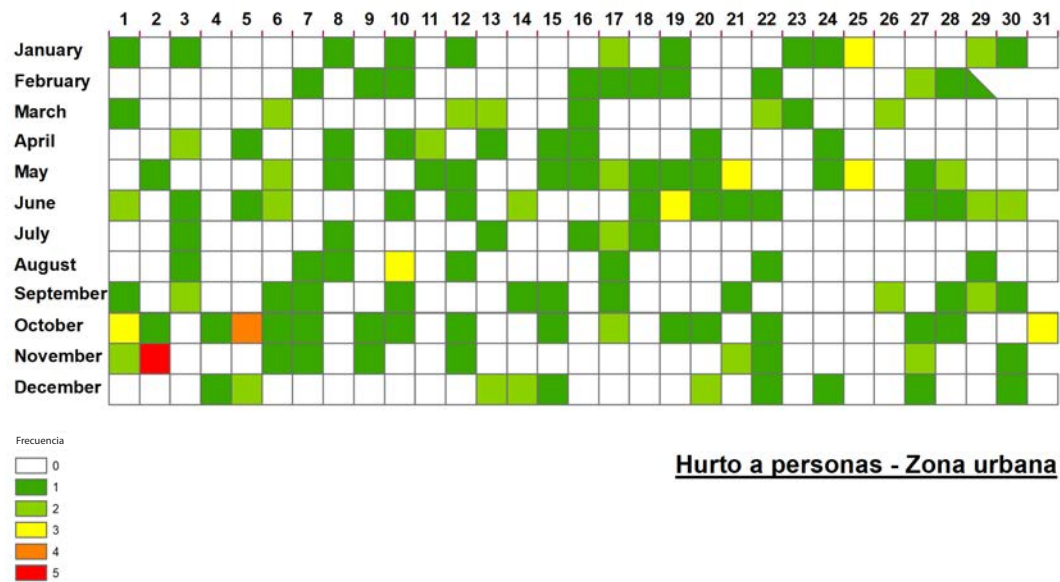 1 2 3 4 5 6 7 8 9 10 11 12 13 14 15 16 17 18 19 20 21 22 23 24 25 26 27 28 29 30 31
January
February
March
April
May
June
July
August
September
October
November
December
Frecuencia
0
1
2
3
4
5
Hurto a personas - Zona urbana